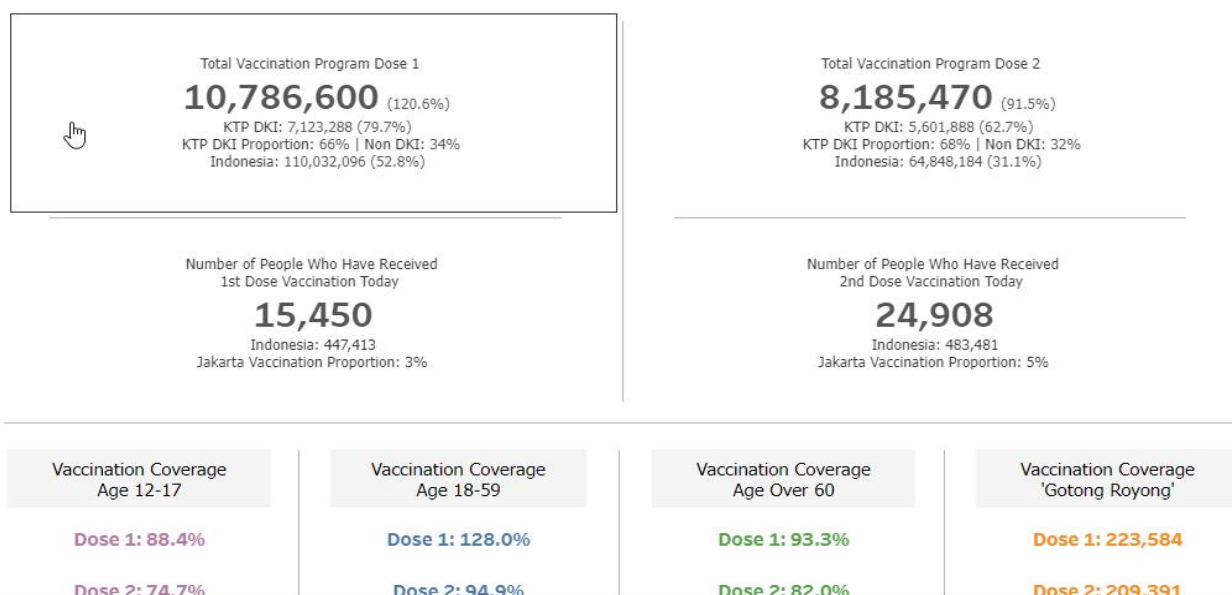 Total Vaccination Program Dose 1
10,786,600 (120.6%)
KTP DKI: 7,123,288 (79.7%)
KTP DKI Proportion: 66% | Non DKI: 34%
Indonesia: 110,032,096 (52.8%)
Total Vaccination Program Dose 2
8,185,470 (91.5%)
KTP DKI: 5,601,888 (62.7%)
KTP DKI Proportion: 68% | Non DKI: 32%
Indonesia: 64,848,184 (31.1%)
Number of People Who Have Received
1st Dose Vaccination Today
15,450
Indonesia: 447,413
Jakarta Vaccination Proportion: 3%
Number of People Who Have Received
2nd Dose Vaccination Today
24,908
Indonesia: 483,481
Jakarta Vaccination Proportion: 5%
Vaccination Coverage
Age 12-17
Dose 1: 88.4%
Dose 2: 74.7%
Vaccination Coverage
Age 18-59
Dose 1: 128.0%
Dose 2: 94.9%
Vaccination Coverage
Age Over 60
Dose 1: 93.3%
Dose 2: 82.0%
Vaccination Coverage
'Gotong Royong'
Dose 1: 223,584
Dose 2: 209,391